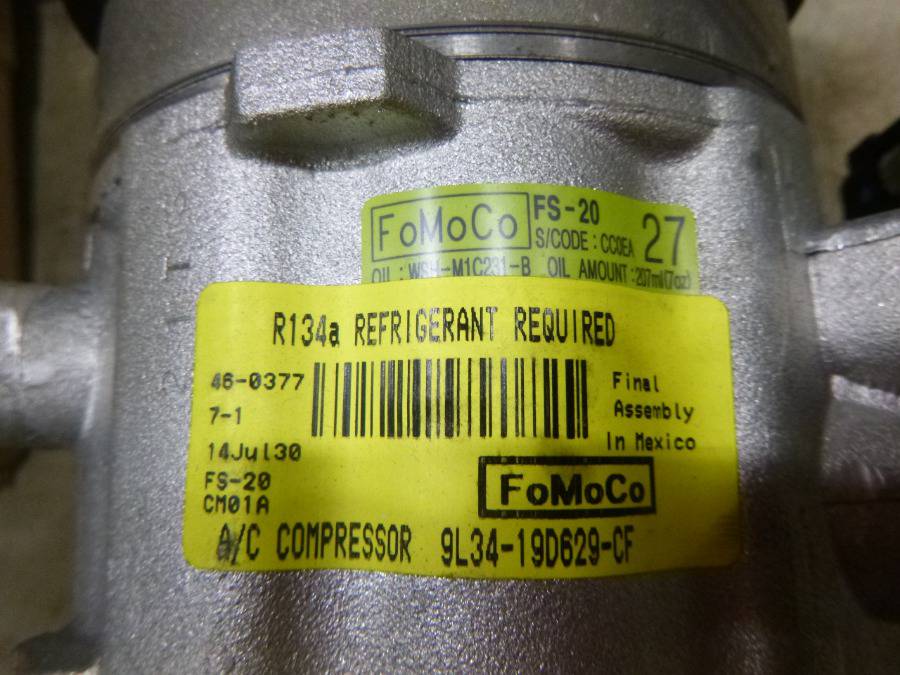 FoMoCo FS-20 27
S/CODE : CC0EA
OIL : WSH-M1C231-B OIL AMOUNT : 207ml(7oz)
R134a REFRIGERANT REQUIRED
46-0377
7-1
14Jul30
FS-20
CM01A
Final
Assembly
In Mexico
FoMoCo
A/C COMPRESSOR 9L34-19D629-CF